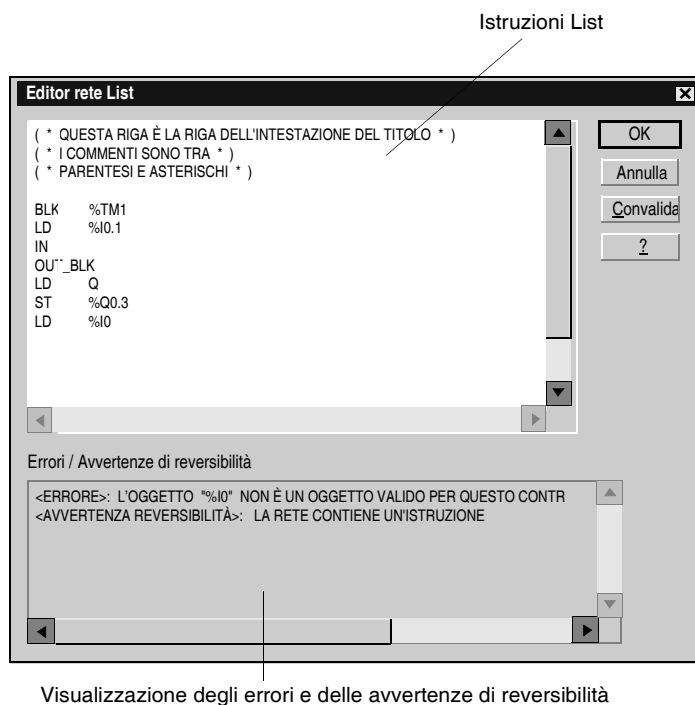 Istruzioni List
Editor rete List
( * QUESTA RIGA È LA RIGA DELL'INTESTAZIONE DEL TITOLO * )
( * I COMMENTI SONO TRA * )
( * PARENTESI E ASTERISCHI * )
BLK %TM1
LD %I0.1
IN
OUT_BLK
LD Q
ST %Q0.3
LD %I0
OK
Annulla
Convalida
?
Errori / Avvertenze di reversibilità
<ERRORE>: L'OGGETTO "%I0" NON È UN OGGETTO VALIDO PER QUESTO CONTR
<AVVERTENZA REVERSIBILITÀ>: LA RETE CONTIENE UN'ISTRUZIONE
Visualizzazione degli errori e delle avvertenze di reversibilità